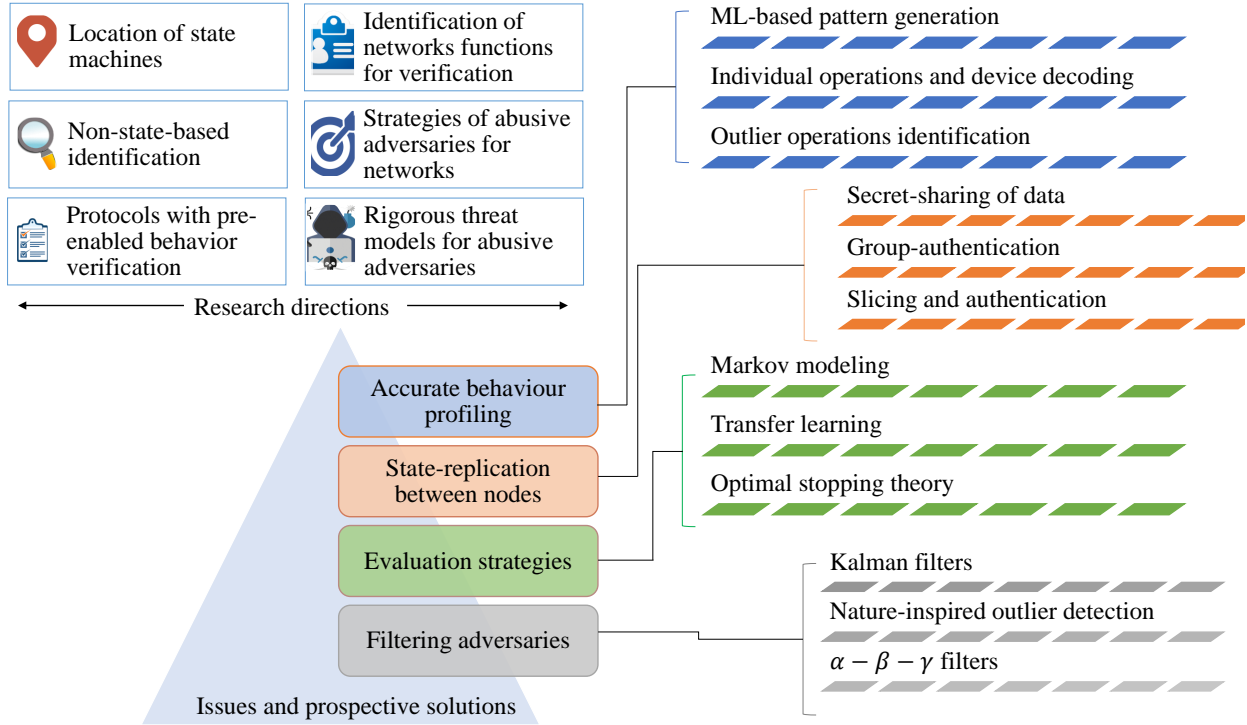 Location of state
machines
Identification of
networks functions
for verification
Non-state-based
identification
Strategies of abusive
adversaries for
networks
Protocols with pre-
enabled behavior
verification
Rigorous threat
models for abusive
adversaries
Research directions
Accurate behaviour
profiling
State-replication
between nodes
Evaluation strategies
Filtering adversaries
Issues and prospective solutions
ML-based pattern generation
Individual operations and device decoding
Outlier operations identification
Secret-sharing of data
Group-authentication
Slicing and authentication
Markov modeling
Transfer learning
Optimal stopping theory
Kalman filters
Nature-inspired outlier detection
α − β − γ filters